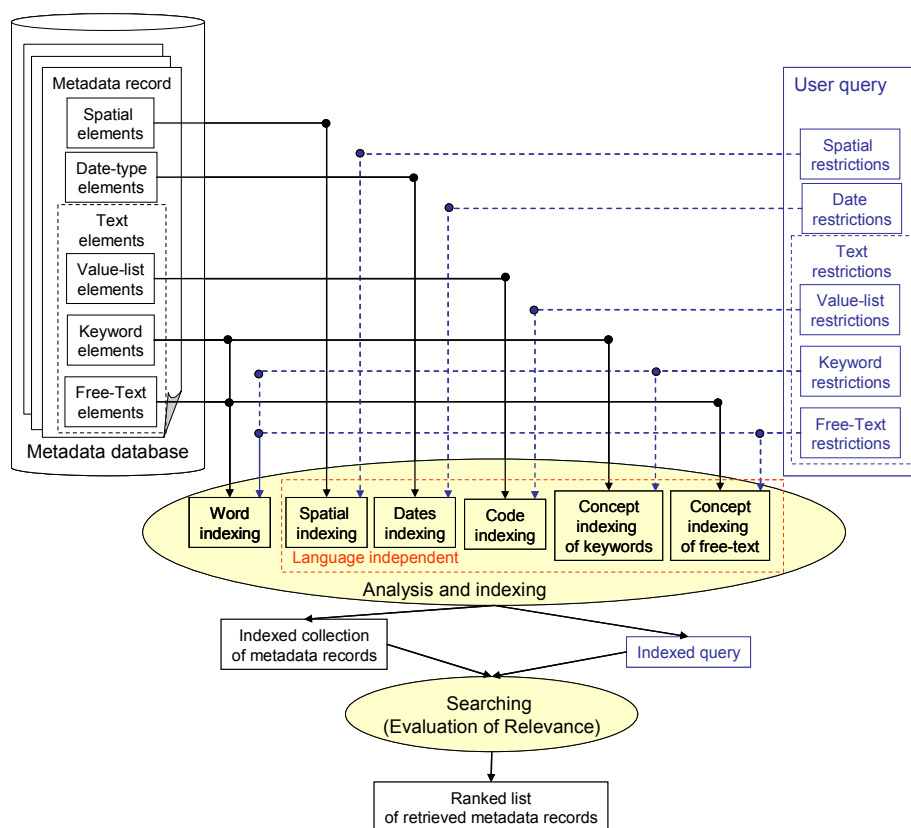 Metadata record
Spatial
elements
Date-type
elements
Text
elements
Value-list
elements
Keyword
elements
Free-Text
elements
Metadata database
User query
Spatial
restrictions
Date
restrictions
Text
restrictions
Value-list
restrictions
Keyword
restrictions
Free-Text
restrictions
Word
indexing
Spatial
indexing
Dates
indexing
Code
indexing
Concept
indexing
of keywords
Concept
indexing
of free-text
Language independent
Analysis and indexing
Indexed collection
of metadata records
Indexed query
Searching
(Evaluation of Relevance)
Ranked list
of retrieved metadata records